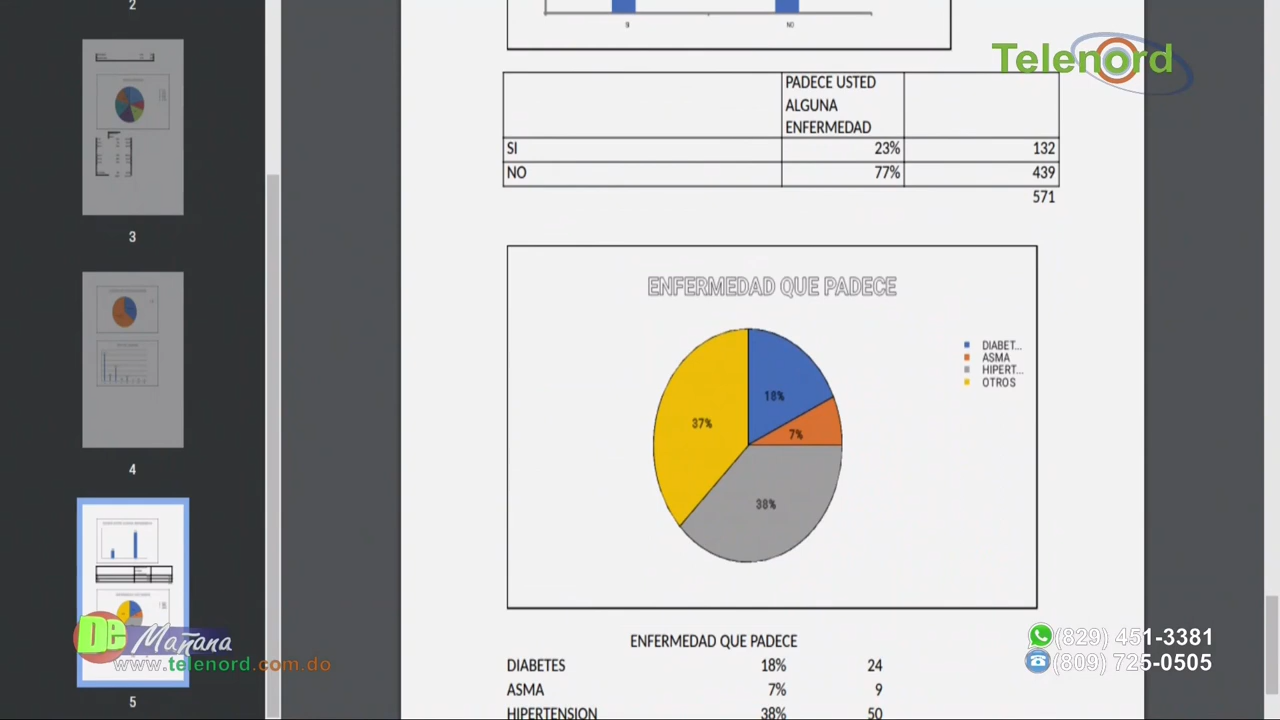 2
SI
NO
Telenord
PADECE USTED
ALGUNA
ENFERMEDAD
SI 23% 132
NO 77% 439
571
3
ENFERMEDAD QUE PADECE
DIABET...
ASMA
HIPERT...
OTROS
18%
37%
7%
38%
4
De Mañana
www.telenord.com.do
(829) 451-3381
(809) 725-0505
ENFERMEDAD QUE PADECE
DIABETES 18% 24
ASMA 7% 9
HIPERTENSION 38% 50
5